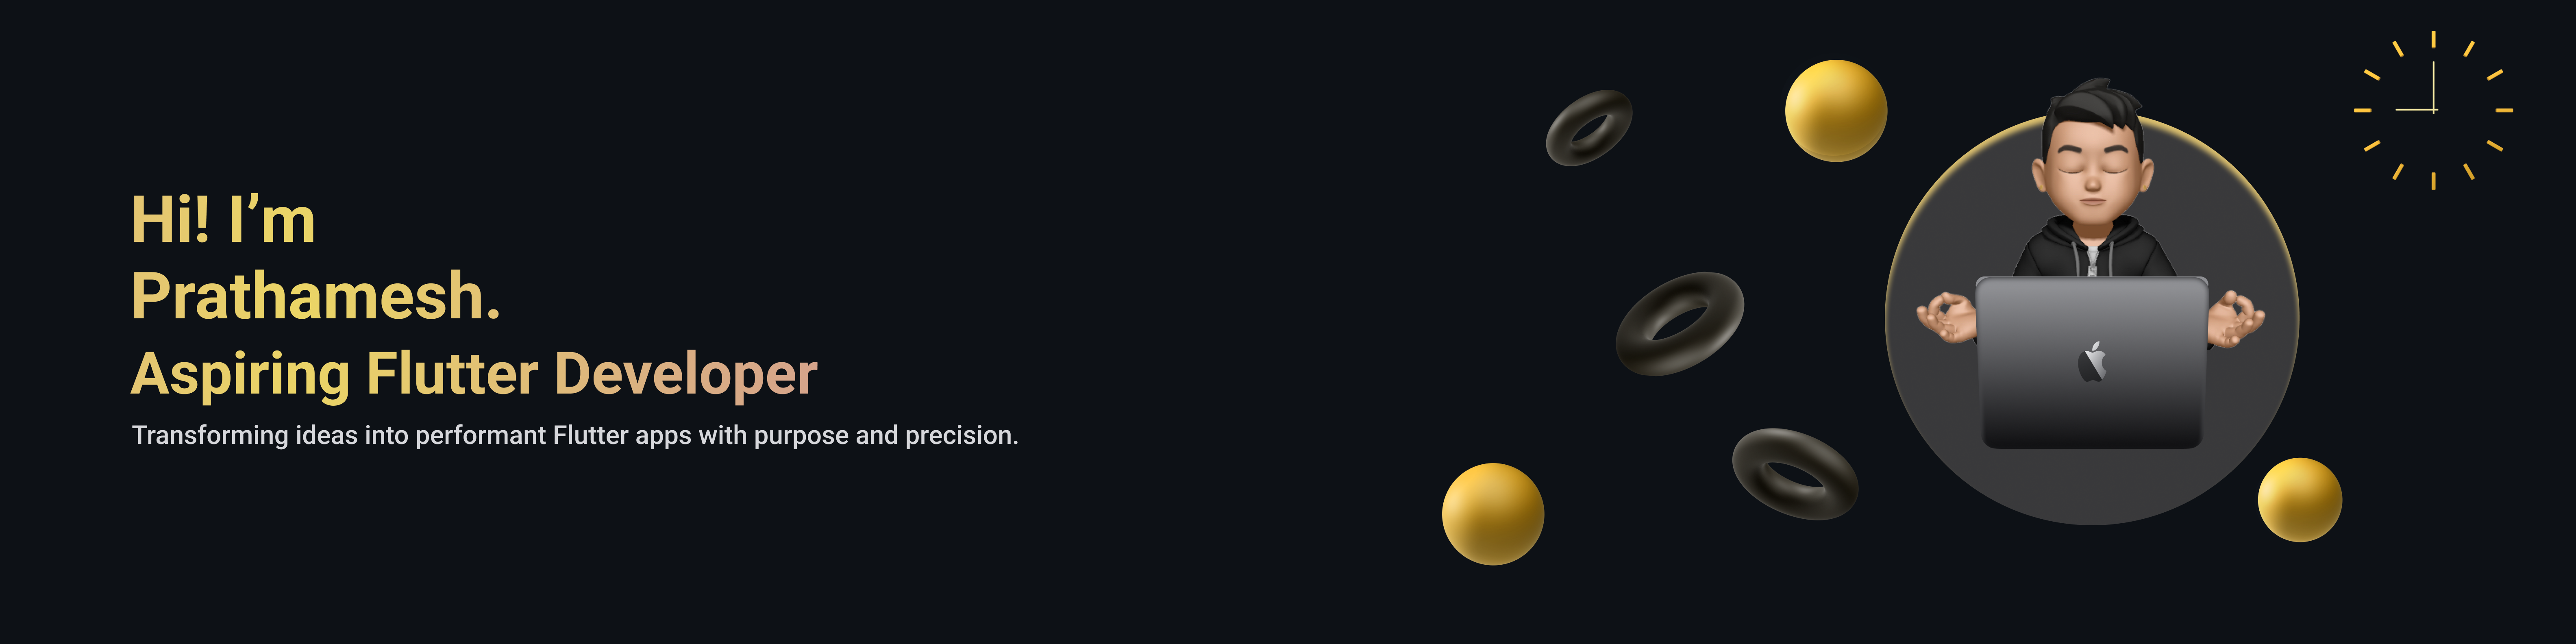 Hi! I’m
Prathamesh.
Aspiring Flutter Developer
Transforming ideas into performant Flutter apps with purpose and precision.